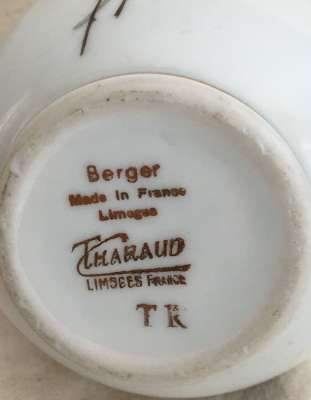 Berger
Made in France
Limoges
THARAUD
LIMOGES FRANCE
T K